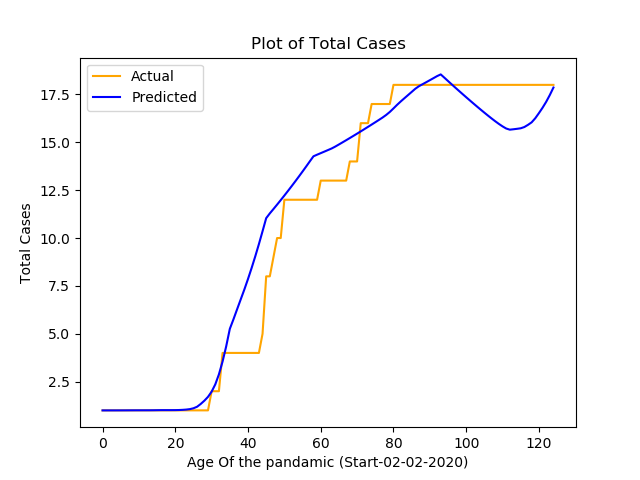 Plot of Total Cases
Actual
Predicted
17.5
15.0
12.5
10.0
7.5
5.0
2.5
Total Cases
0 20 40 60 80 100 120
Age Of the pandamic (Start-02-02-2020)